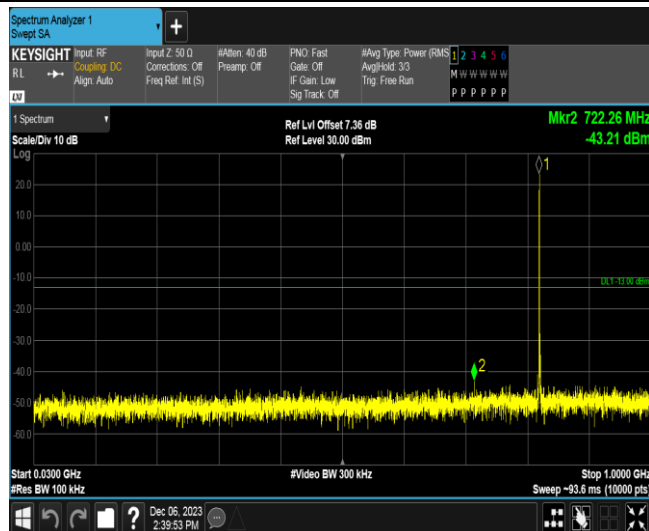 Spectrum Analyzer 1
Swept SA
+
KEYSIGHT
RL
LXI
Input: RF
Coupling: DC
Align: Auto
Input Z: 50 Ω
Corrections: Off
Freq Ref: Int (S)
#Atten: 40 dB
Preamp: Off
PNO: Fast
Gate: Off
IF Gain: Low
Sig Track: Off
#Avg Type: Power (RMS
Avg|Hold: 3/3
Trig: Free Run
1 2 3 4 5 6
M W W W W W
P P P P P P
1 Spectrum
Scale/Div 10 dB
Log
Ref Lvl Offset 7.36 dB
Ref Level 30.00 dBm
Mkr2 722.26 MHz
-43.21 dBm
1
20.0
10.0
0.00
-10.0
DL1 -13.00 dBm
-20.0
-30.0
-40.0
2
-50.0
-60.0
Start 0.0300 GHz
#Res BW 100 kHz
#Video BW 300 kHz
Stop 1.0000 GHz
Sweep ~93.6 ms (10000 pts)
?
Dec 06, 2023
2:39:53 PM